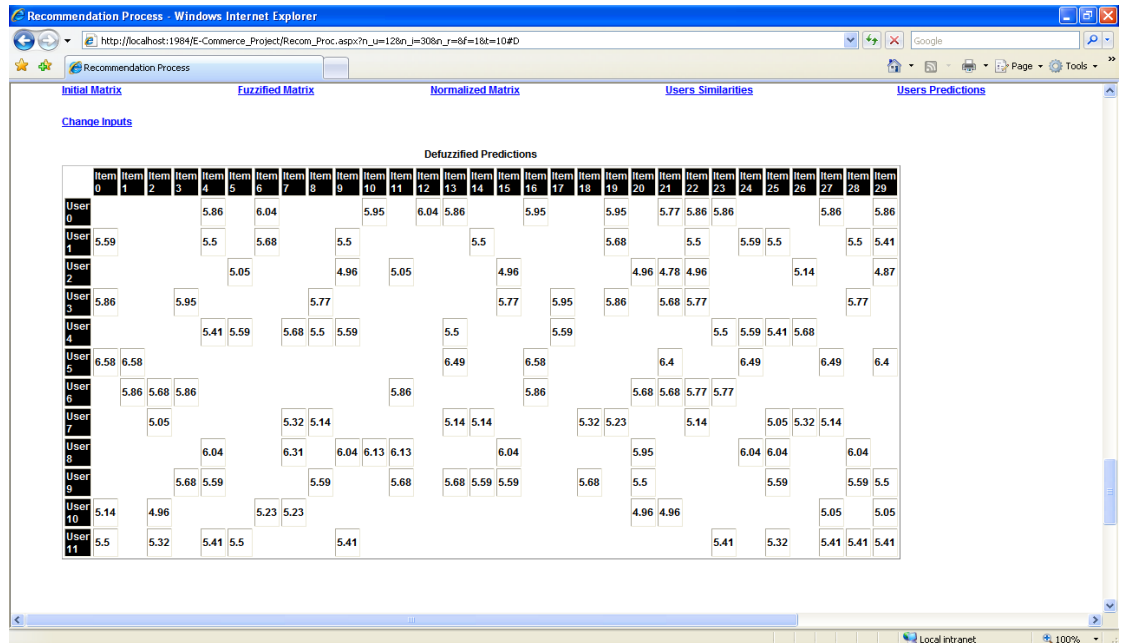 Recommendation Process - Windows Internet Explorer
http://localhost:1984/E-Commerce_Project/Recom_Proc.aspx?n_u=12&n_i=30&n_r=8&f=1&t=10#D
Google
Recommendation Process
Page Tools
Initial Matrix Fuzzified Matrix Normalized Matrix Users Similarities Users Predictions
Change Inputs
Defuzzified Predictions
Item 0 Item 1 Item 2 Item 3 Item 4 Item 5 Item 6 Item 7 Item 8 Item 9 Item 10 Item 11 Item 12 Item 13 Item 14 Item 15 Item 16 Item 17 Item 18 Item 19 Item 20 Item 21 Item 22 Item 23 Item 24 Item 25 Item 26 Item 27 Item 28 Item 29
User 0 5.86 6.04 5.95 6.04 5.86 5.95 5.95 5.77 5.86 5.86 5.86 5.86
User 1 5.59 5.5 5.68 5.5 5.5 5.68 5.5 5.59 5.5 5.5 5.41
User 2 5.05 4.96 5.05 4.96 4.96 4.78 4.96 5.14 4.87
User 3 5.86 5.95 5.77 5.77 5.95 5.86 5.68 5.77 5.77
User 4 5.41 5.59 5.68 5.5 5.59 5.5 5.59 5.5 5.59 5.41 5.68
User 5 6.58 6.58 6.49 6.58 6.4 6.49 6.49 6.4
User 6 5.86 5.68 5.86 5.86 5.86 5.68 5.68 5.77 5.77
User 7 5.05 5.32 5.14 5.14 5.14 5.32 5.23 5.14 5.05 5.32 5.14
User 8 6.04 6.31 6.04 6.13 6.13 6.04 5.95 6.04 6.04 6.04
User 9 5.68 5.59 5.59 5.68 5.68 5.59 5.59 5.68 5.5 5.59 5.59 5.5
User 10 5.14 4.96 5.23 5.23 4.96 4.96 5.05 5.05
User 11 5.5 5.32 5.41 5.5 5.41 5.41 5.32 5.41 5.41 5.41
Local intranet 100%